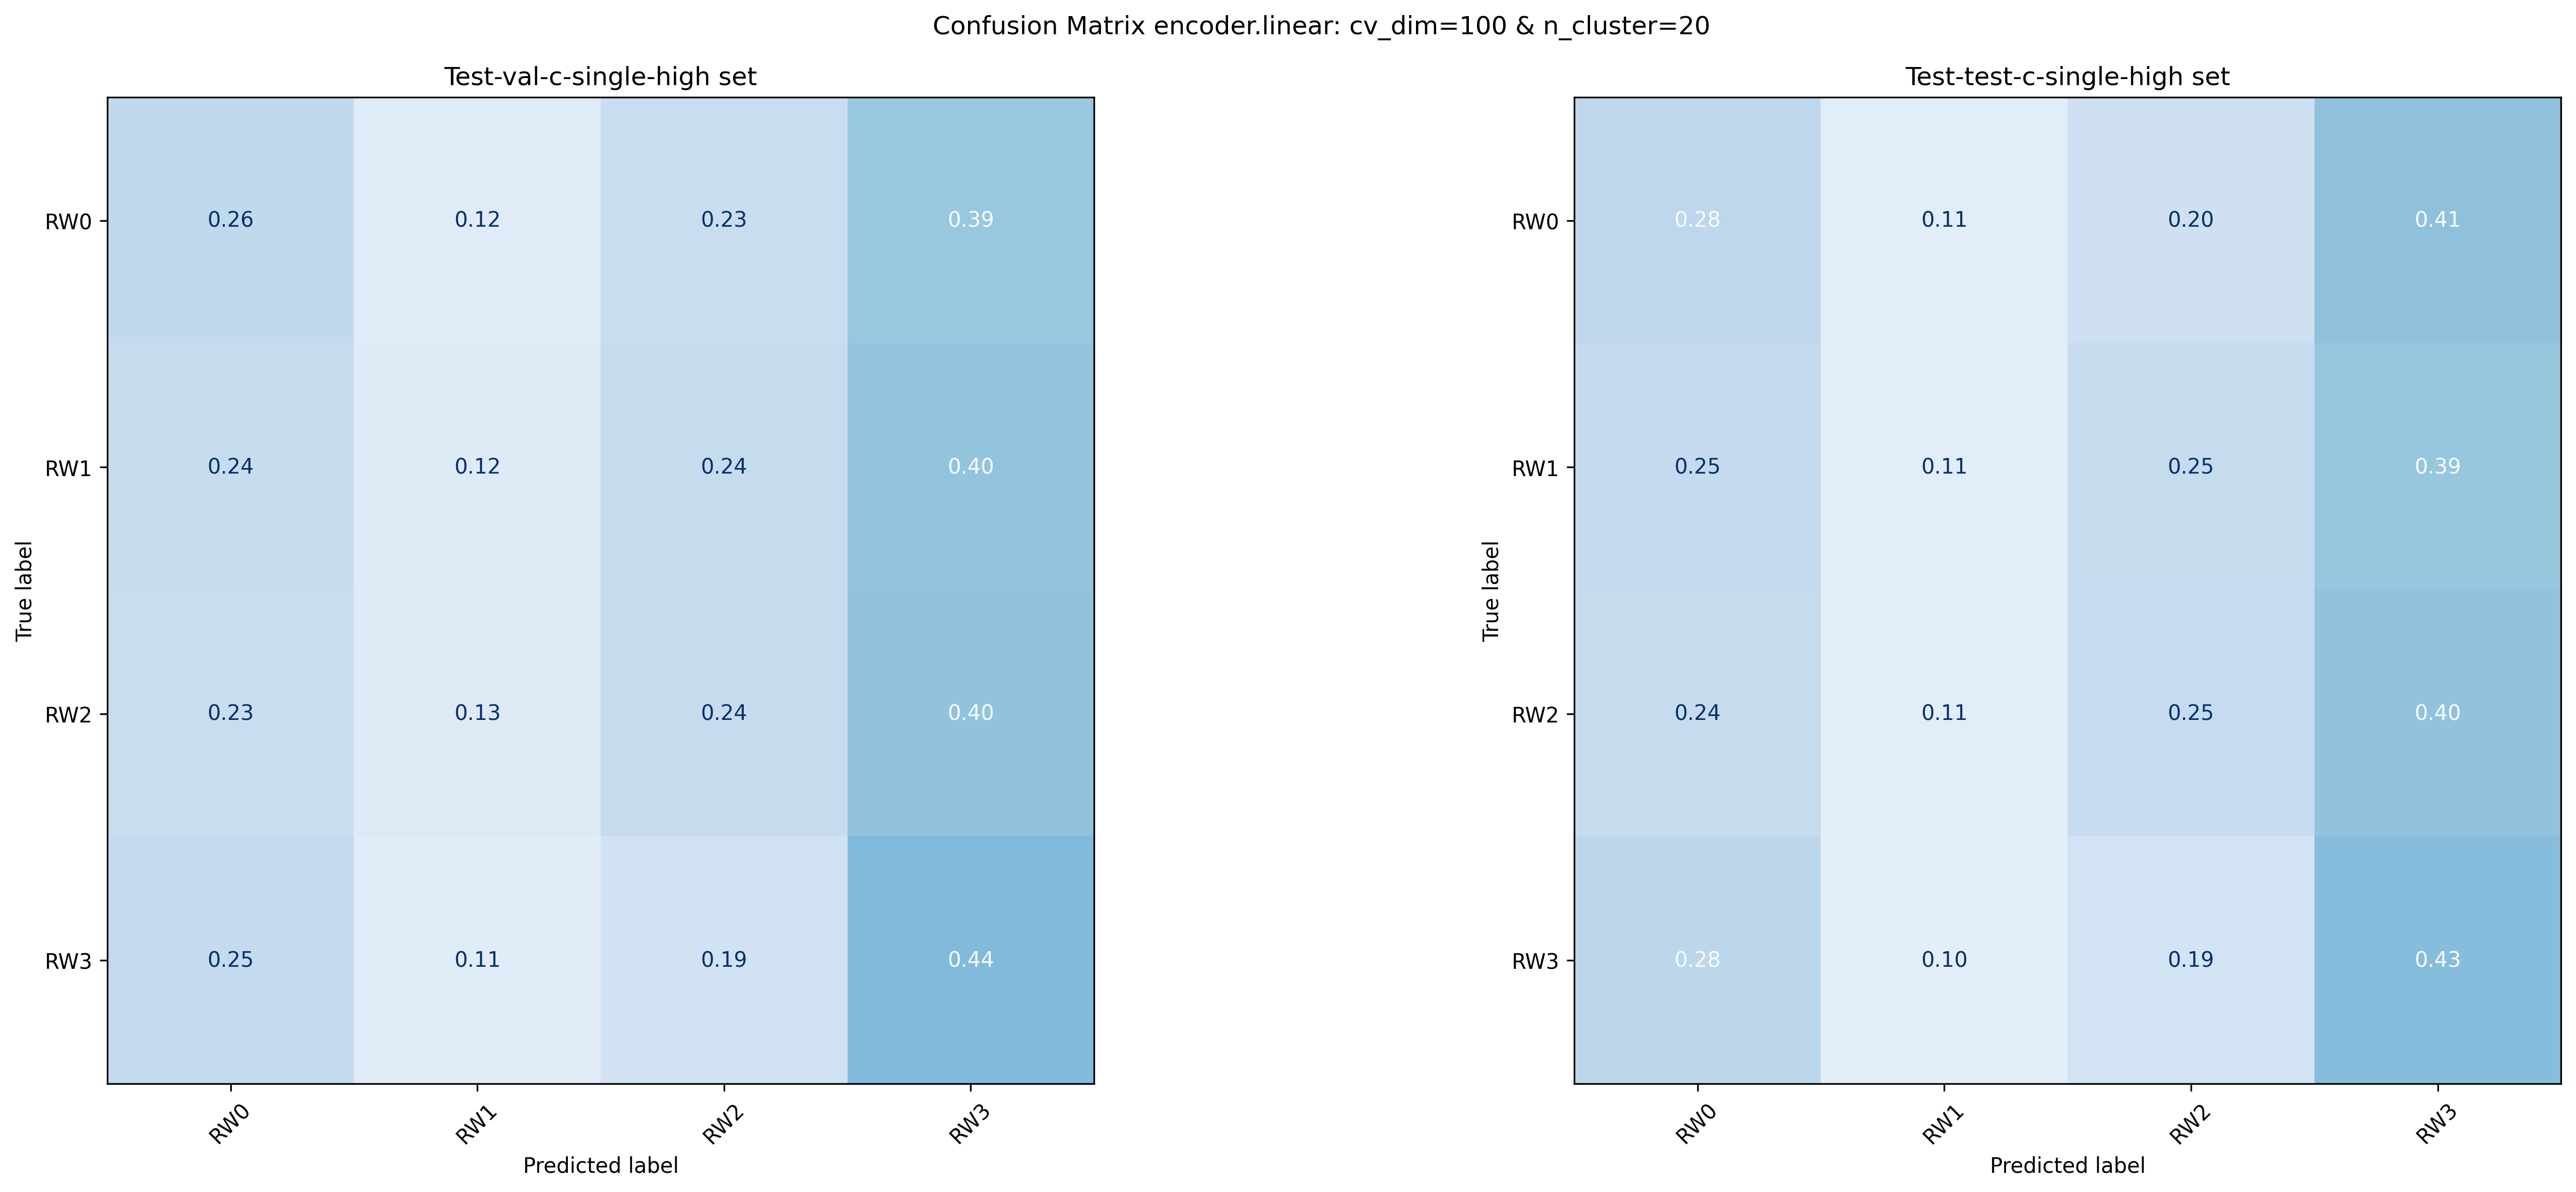 Confusion Matrix encoder.linear: cv_dim=100 & n_cluster=20
Test-val-c-single-high set
True label
RW0 0.26 0.12 0.23 0.39
RW1 0.24 0.12 0.24 0.40
RW2 0.23 0.13 0.24 0.40
RW3 0.25 0.11 0.19 0.44
RW0 RW1 RW2 RW3
Predicted label
Test-test-c-single-high set
True label
RW0 0.28 0.11 0.20 0.41
RW1 0.25 0.11 0.25 0.39
RW2 0.24 0.11 0.25 0.40
RW3 0.28 0.10 0.19 0.43
RW0 RW1 RW2 RW3
Predicted label